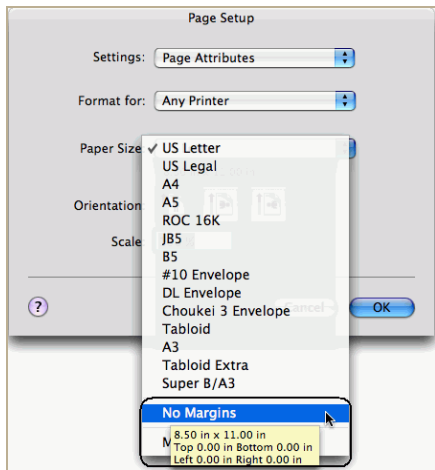 Page Setup
Settings: Page Attributes
Format for: Any Printer
Paper Size ✓ US Letter
US Legal
A4
A5
Orientation
ROC 16K
JB5
Scale
B5
#10 Envelope
DL Envelope
? Choukei 3 Envelope Cancel OK
Tabloid
A3
Tabloid Extra
Super B/A3
No Margins
M
8.50 in x 11.00 in
Top 0.00 in Bottom 0.00 in
Left 0.00 in Right 0.00 in